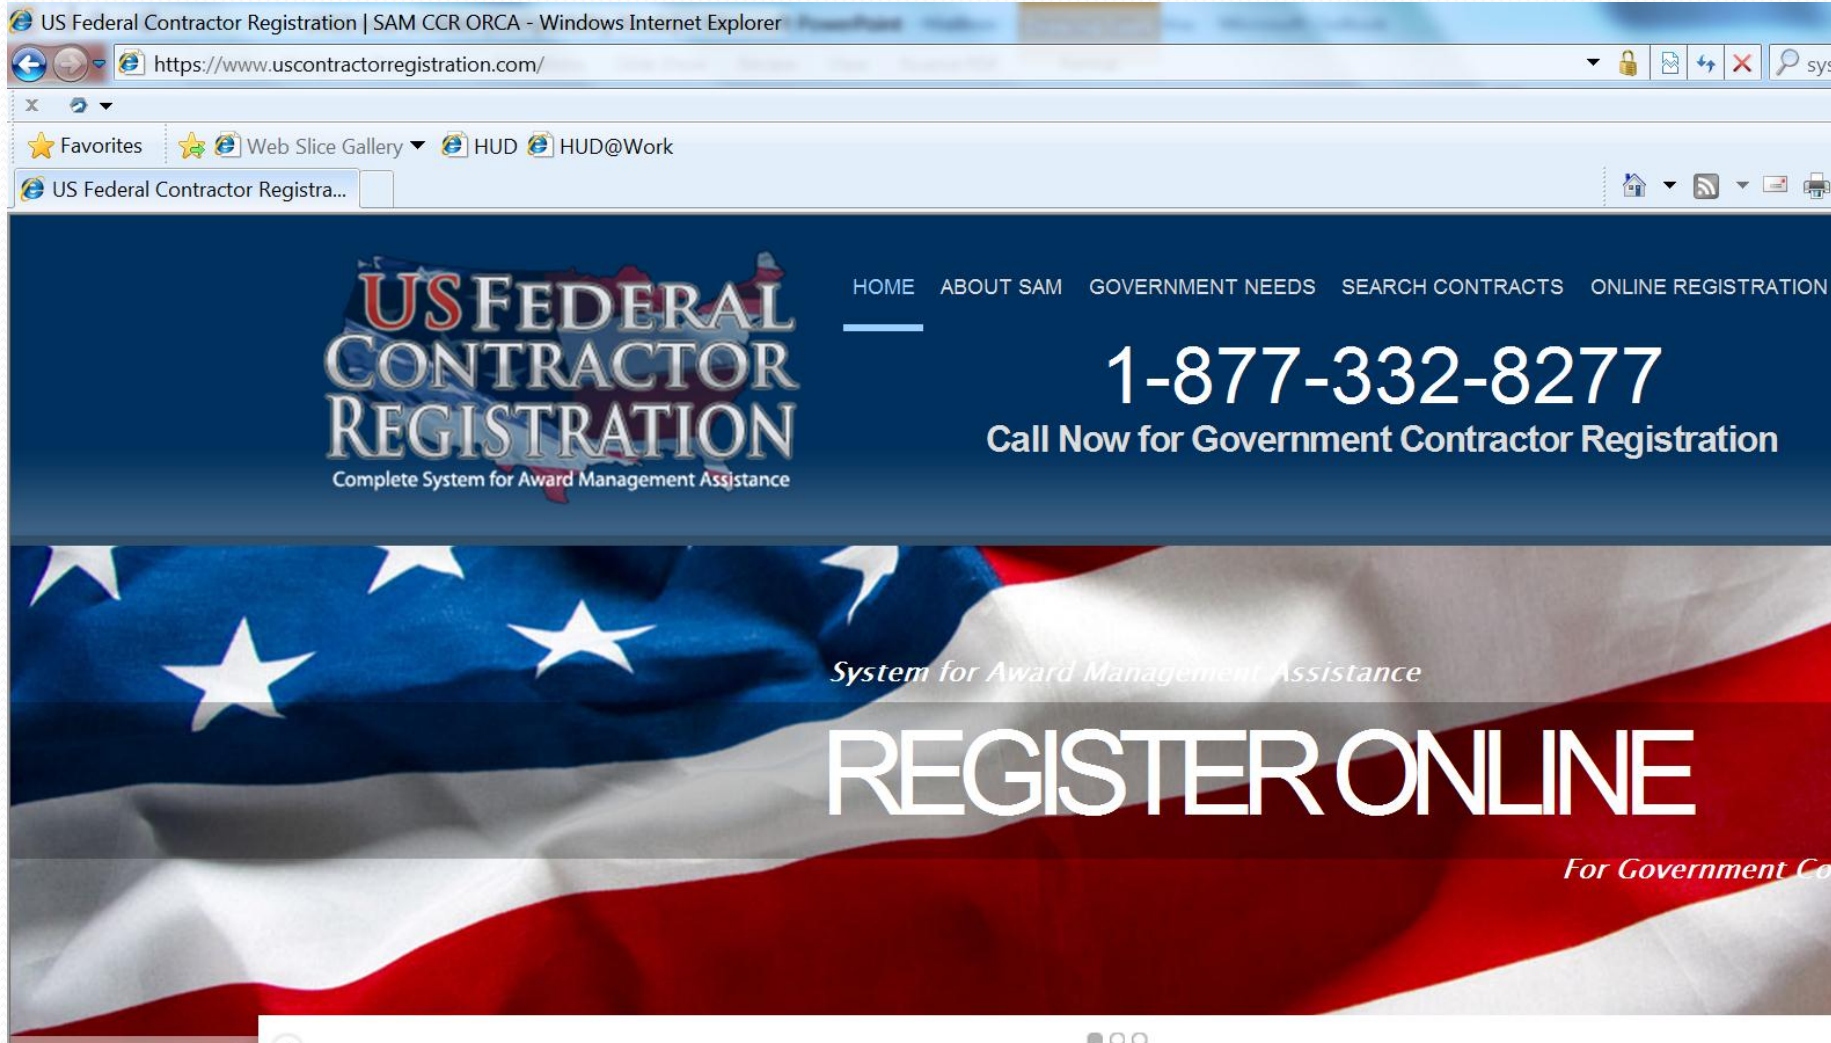 US Federal Contractor Registration | SAM CCR ORCA - Windows Internet Explorer
https://www.uscontractorregistration.com/
sys
x
Favorites Web Slice Gallery HUD HUD@Work
US Federal Contractor Registra...
US FEDERAL
CONTRACTOR
REGISTRATION
Complete System for Award Management Assistance
HOME ABOUT SAM GOVERNMENT NEEDS SEARCH CONTRACTS ONLINE REGISTRATION
1-877-332-8277
Call Now for Government Contractor Registration
System for Award Management Assistance
REGISTER ONLINE
For Government Co